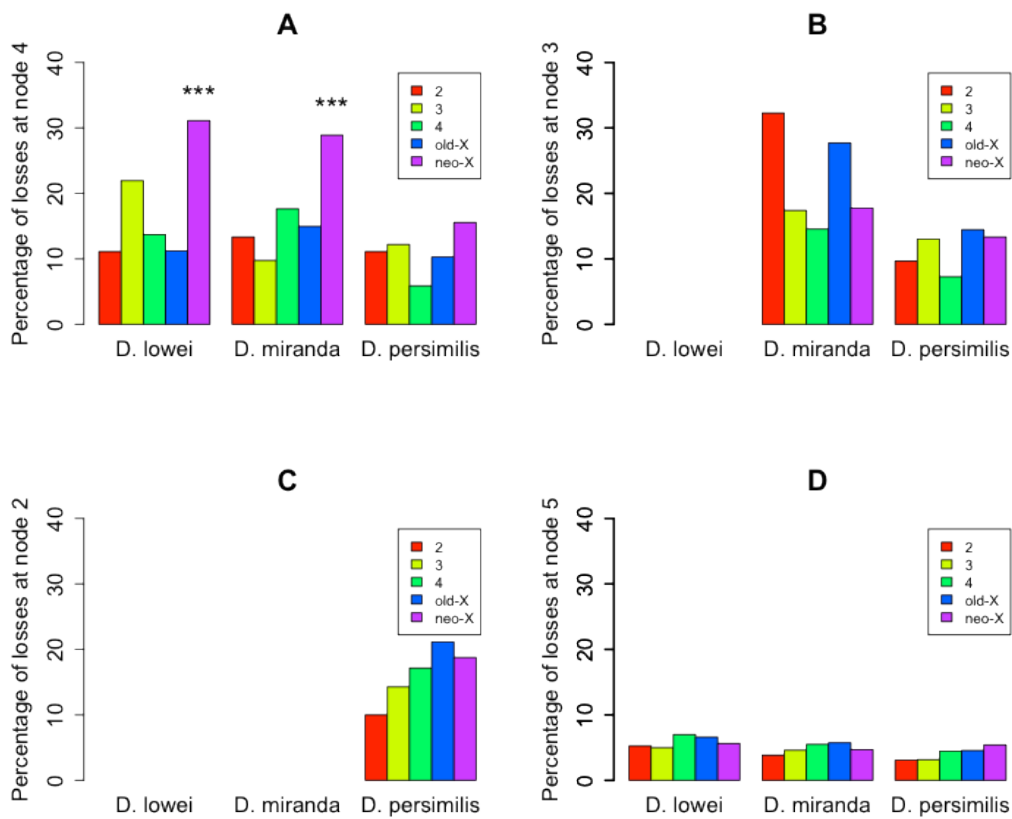 A
Percentage of losses at node 4
40
30
20
10
0
***
***
2
3
4
old-X
neo-X
D. lowei
D. miranda
D. persimilis
B
Percentage of losses at node 3
40
30
20
10
0
2
3
4
old-X
neo-X
D. lowei
D. miranda
D. persimilis
C
Percentage of losses at node 2
40
30
20
10
0
2
3
4
old-X
neo-X
D. lowei
D. miranda
D. persimilis
D
Percentage of losses at node 5
40
30
20
10
0
2
3
4
old-X
neo-X
D. lowei
D. miranda
D. persimilis